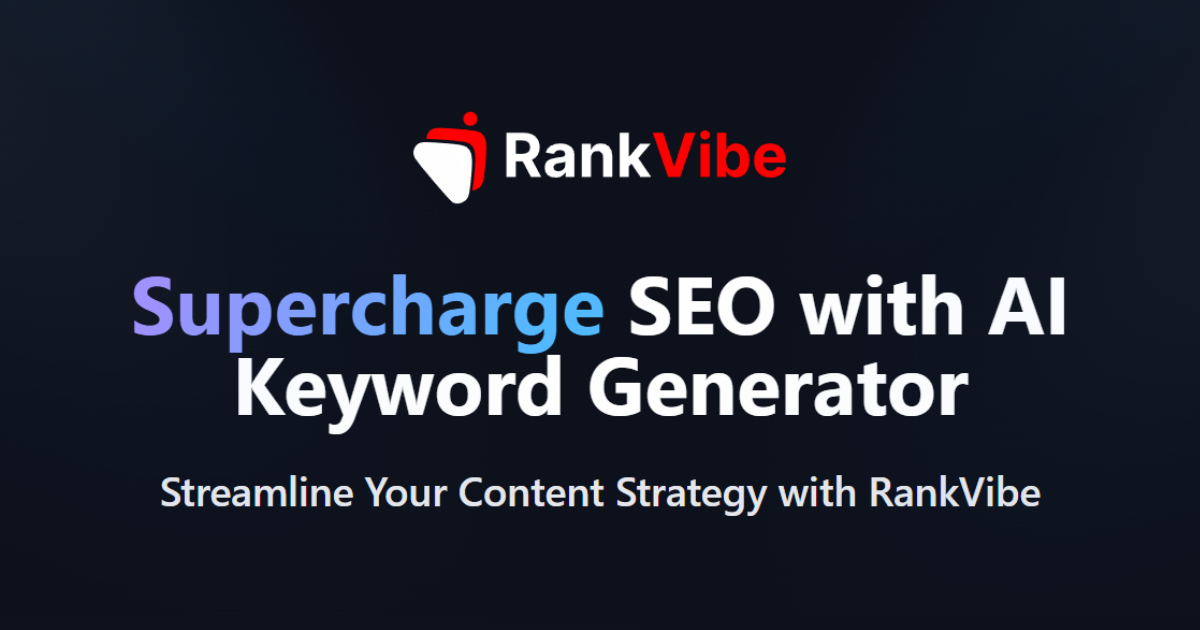 RankVibe
Supercharge SEO with AI
Keyword Generator
Streamline Your Content Strategy with RankVibe